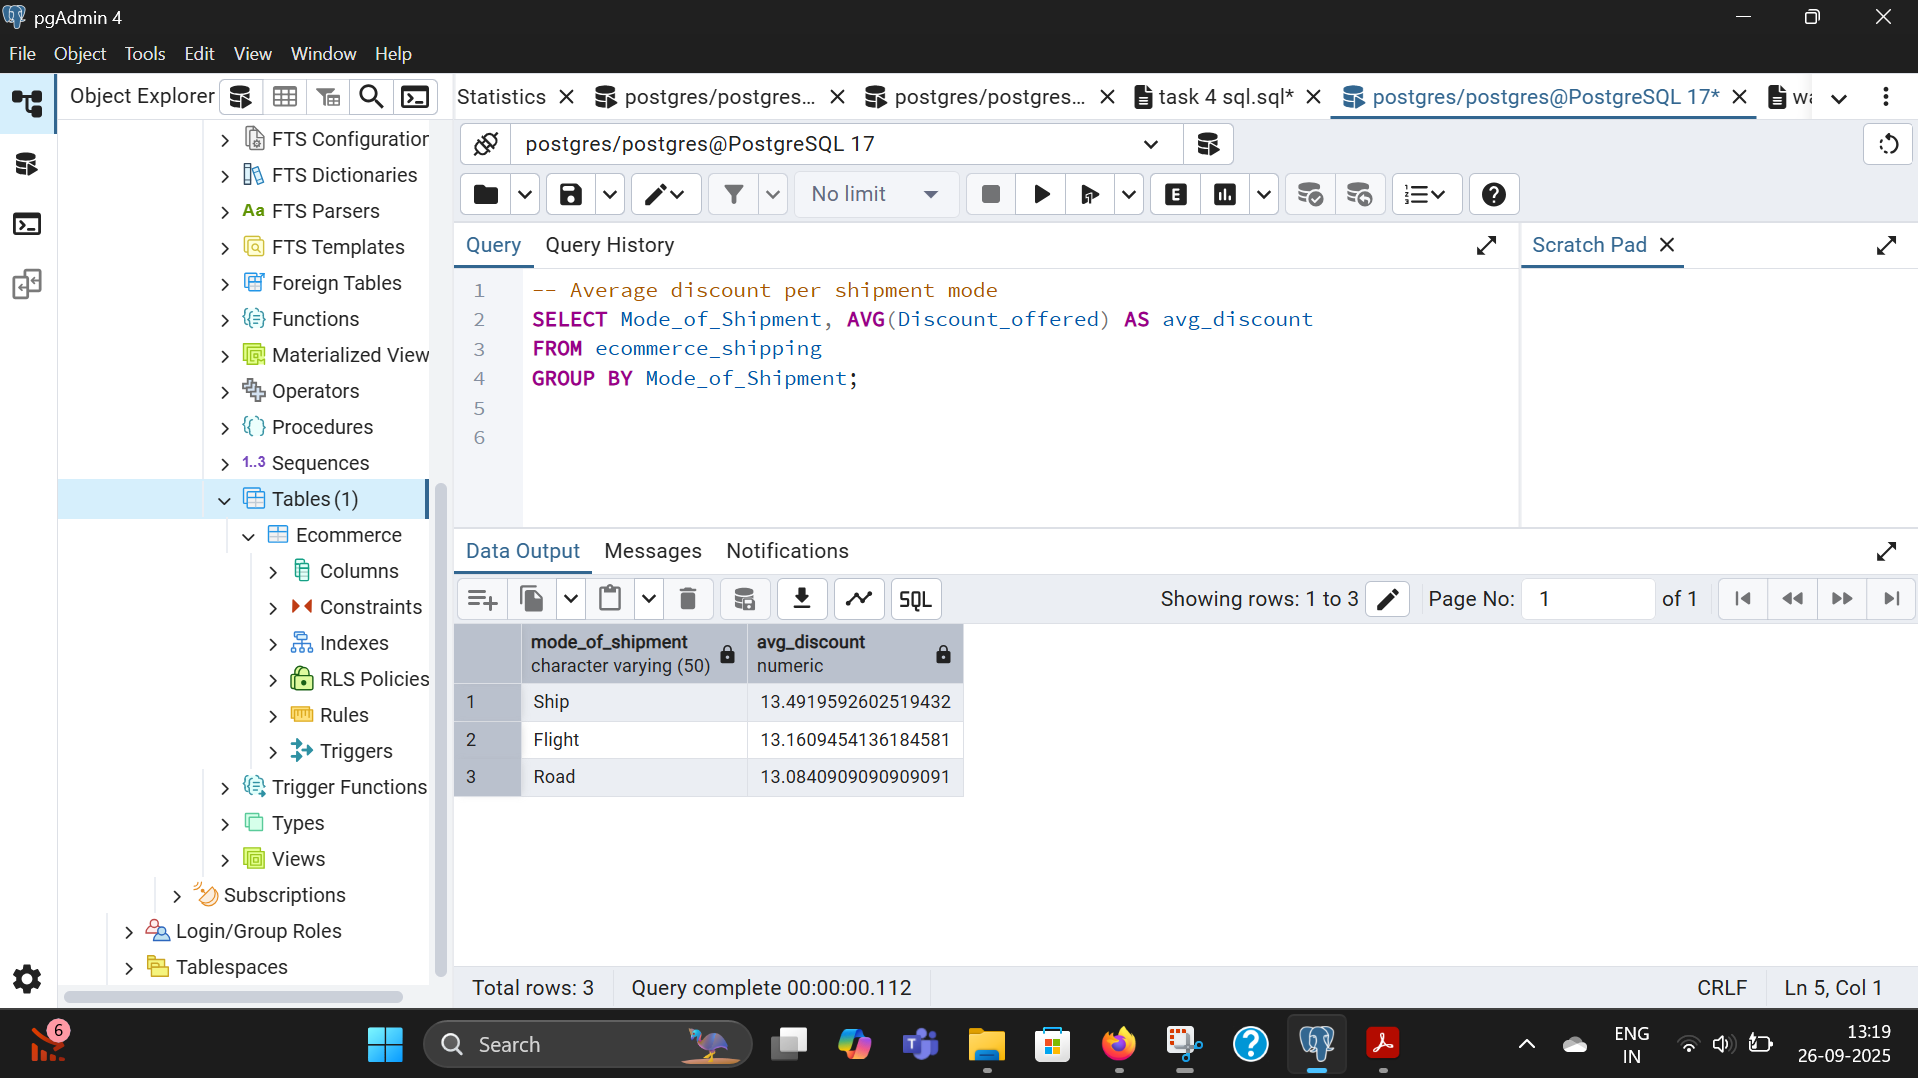 pgAdmin 4
File Object Tools Edit View Window Help
Object Explorer
Statistics
postgres/postgres...
postgres/postgres...
task 4 sql.sql*
postgres/postgres@PostgreSQL 17*
FTS Configuration
FTS Dictionaries
Aa FTS Parsers
FTS Templates
Foreign Tables
Functions
Materialized View
Operators
Procedures
1..3 Sequences
Tables (1)
Ecommerce
Columns
Constraints
Indexes
RLS Policies
Rules
Triggers
Trigger Functions
Types
Views
Subscriptions
Login/Group Roles
Tablespaces
postgres/postgres@PostgreSQL 17
No limit
E
Query Query History
Scratch Pad
1 -- Average discount per shipment mode
2 SELECT Mode_of_Shipment, AVG(Discount_offered) AS avg_discount
3 FROM ecommerce_shipping
4 GROUP BY Mode_of_Shipment;
5
6
Data Output Messages Notifications
SQL
Showing rows: 1 to 3
Page No: 1 of 1
mode_of_shipment avg_discount
character varying (50) numeric
1 Ship 13.4919592602519432
2 Flight 13.1609454136184581
3 Road 13.0840909090909091
Total rows: 3 Query complete 00:00:00.112
CRLF Ln 5, Col 1
6
Search
ENG
IN
13:19
26-09-2025